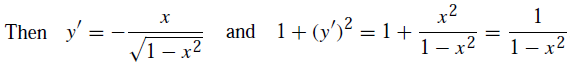 Then y′ = −x/√(1 − x²) and 1 + (y′)² = 1 + x²/(1 − x²) = 1/(1 − x²)